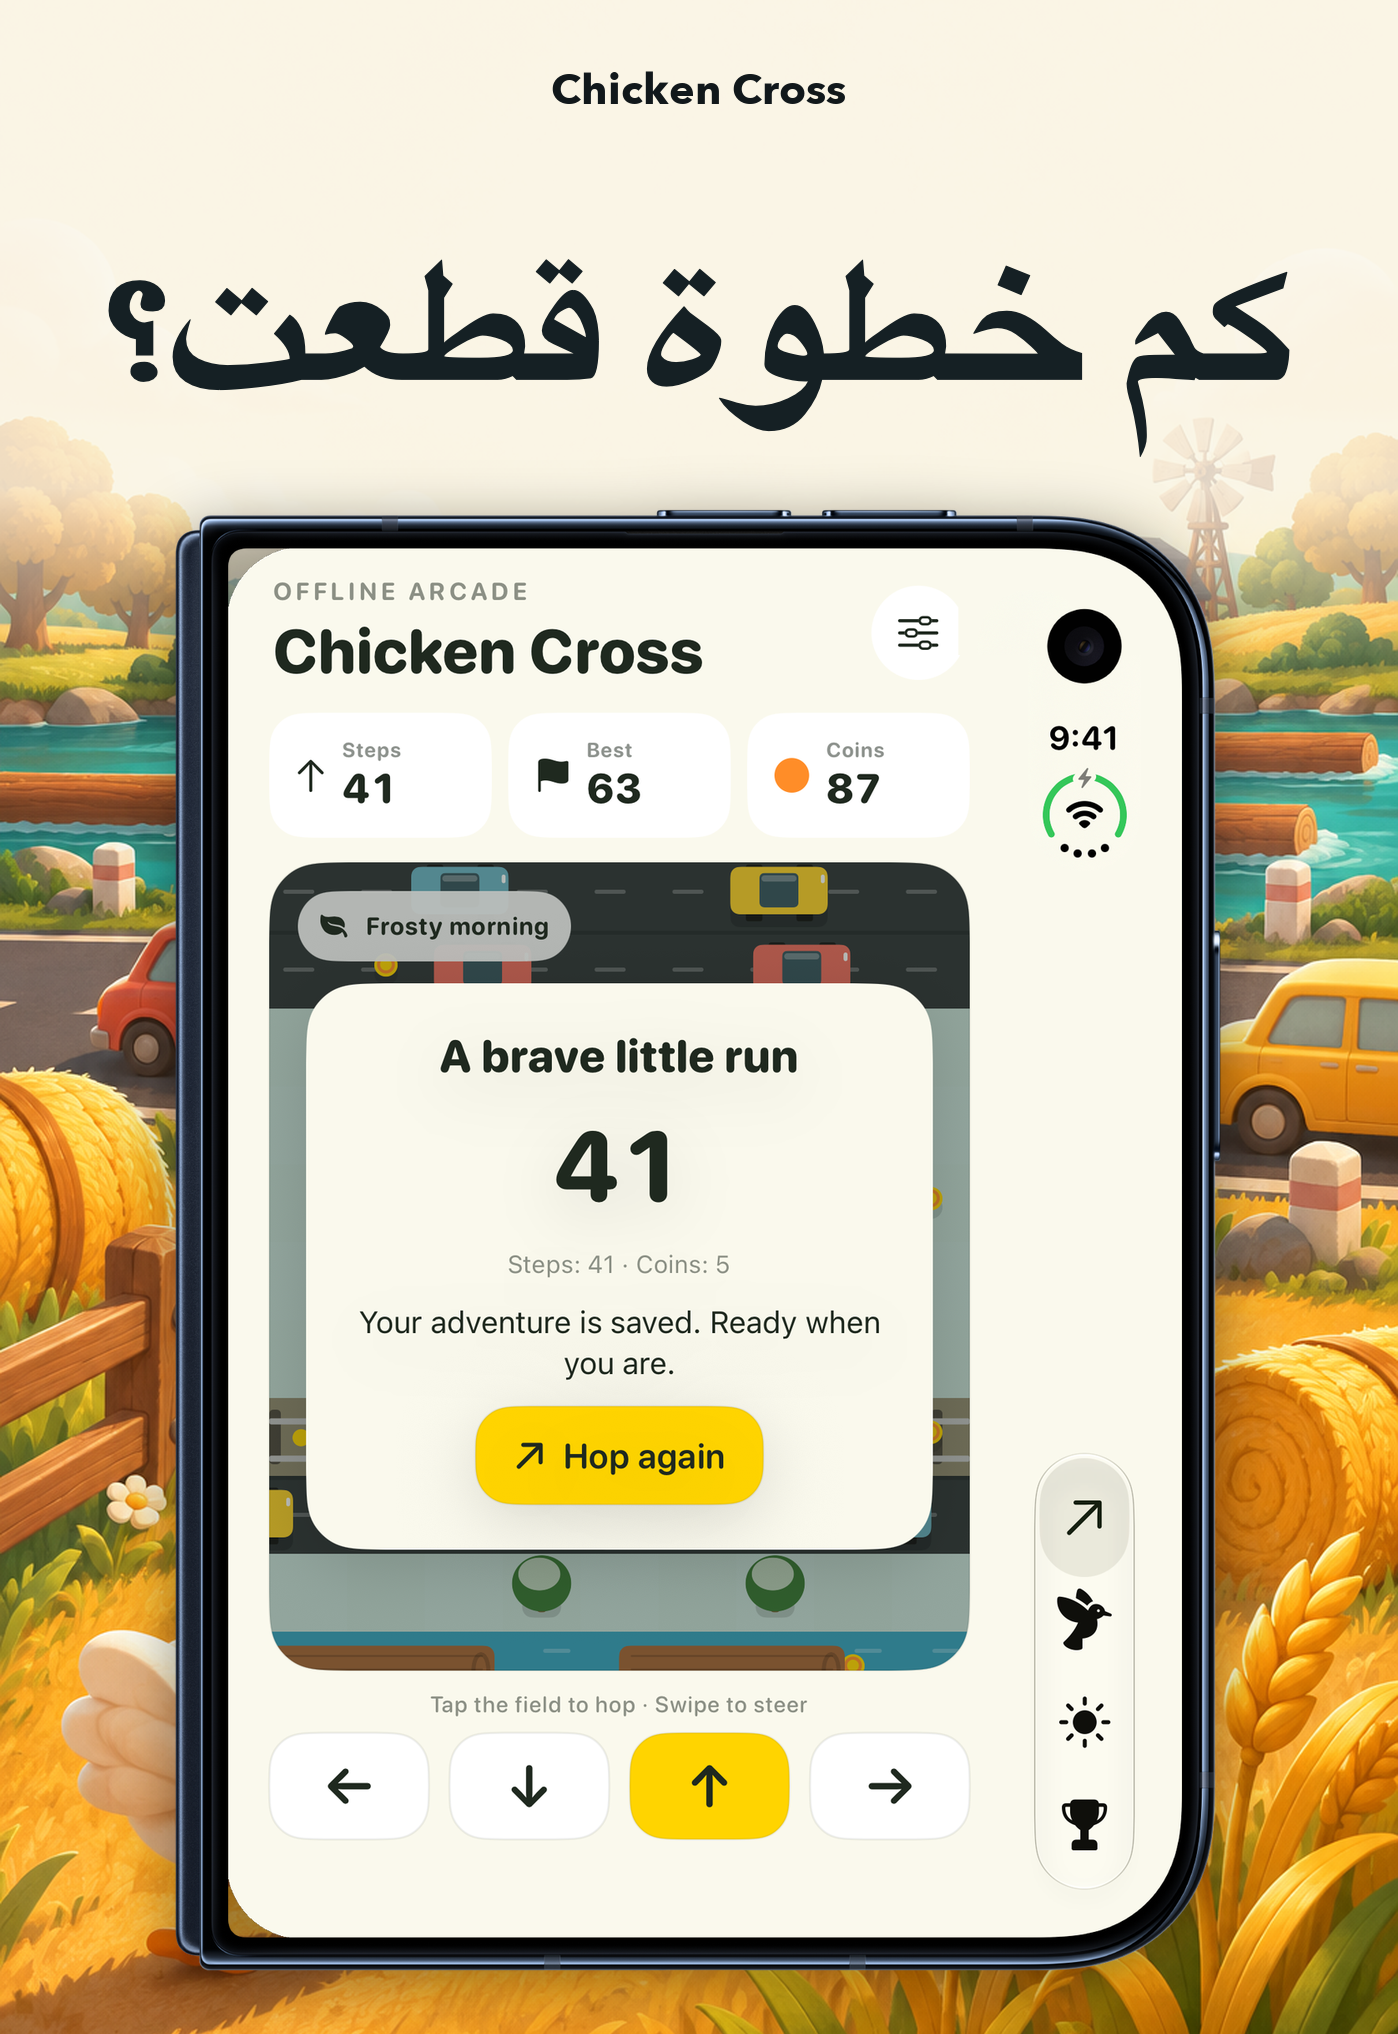 Chicken Cross
كم خطوة قطعت؟
OFFLINE ARCADE
Chicken Cross
9:41
Steps
41
Best
63
Coins
87
Frosty morning
A brave little run
41
Steps: 41 · Coins: 5
Your adventure is saved. Ready when
you are.
Hop again
Tap the field to hop · Swipe to steer